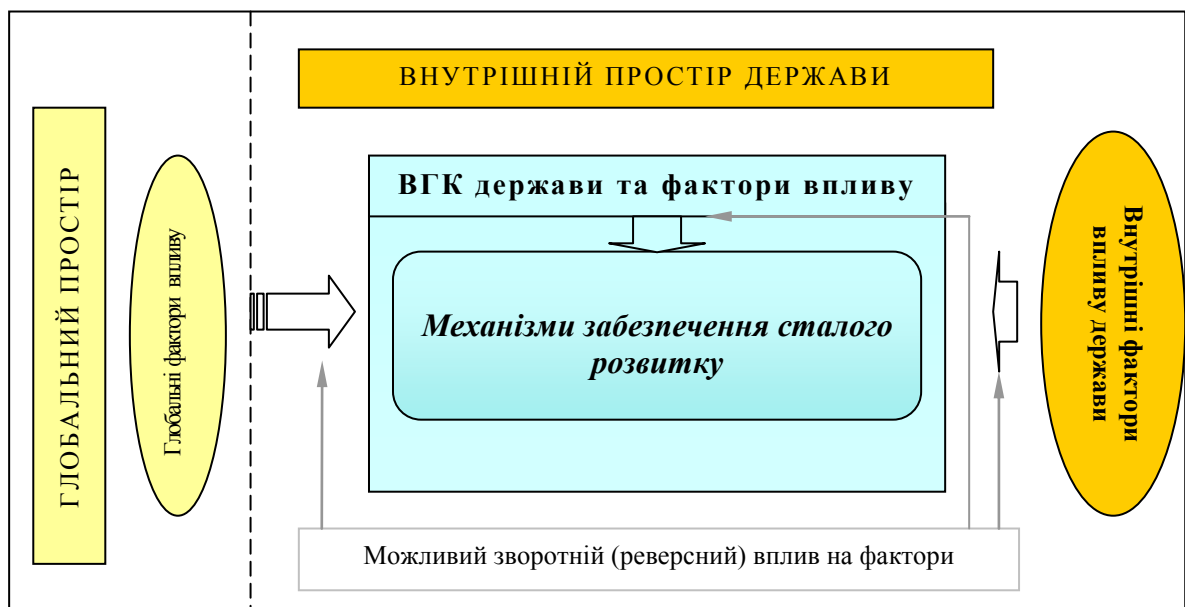 ВНУТРІШНІЙ ПРОСТІР ДЕРЖАВИ
ГЛОБАЛЬНИЙ ПРОСТІР
Глобальні фактори впливу
ВГК держави та фактори впливу
Механізми забезпечення сталого
розвитку
Внутрішні фактори
впливу держави
Можливий зворотній (реверсний) вплив на фактори